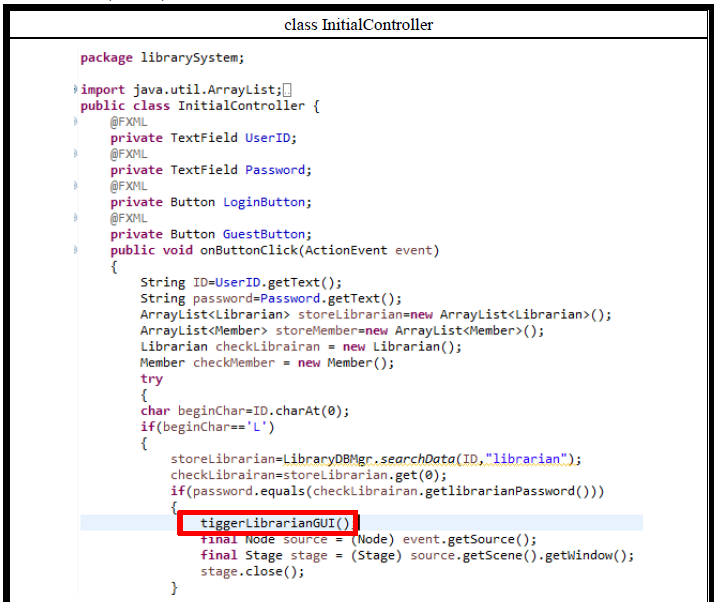 class InitialController
package librarySystem;
import java.util.ArrayList;
public class InitialController {
@FXML
private TextField UserID;
@FXML
private TextField Password;
@FXML
private Button LoginButton;
@FXML
private Button GuestButton;
public void onButtonClick(ActionEvent event)
{
String ID=UserID.getText();
String password=Password.getText();
ArrayList<Librarian> storeLibrarian=new ArrayList<Librarian>();
ArrayList<Member> storeMember=new ArrayList<Member>();
Librarian checkLibrairan = new Librarian();
Member checkMember = new Member();
try
{
char beginChar=ID.charAt(0);
if(beginChar=='L')
{
storeLibrarian=LibraryDBMgr.searchData(ID,"librarian");
checkLibrairan=storeLibrarian.get(0);
if(password.equals(checkLibrairan.getlibrarianPassword()))
{
tiggerLibrarianGUI();
final Node source = (Node) event.getSource();
final Stage stage = (Stage) source.getScene().getWindow();
stage.close();
}